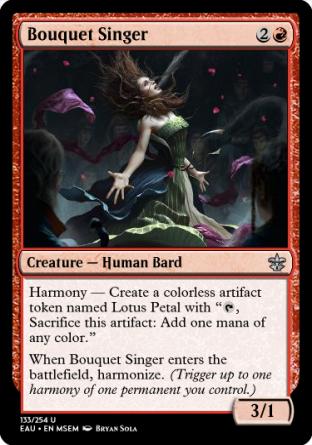 Bouquet Singer 2
Creature — Human Bard
Harmony — Create a colorless artifact
token named Lotus Petal with “,
Sacrifice this artifact: Add one mana of
any color.”
When Bouquet Singer enters the
battlefield, harmonize. (Trigger up to one
harmony of one permanent you control.)
3/1
133/254 U
EAU • EN MSEM Bryan Sola